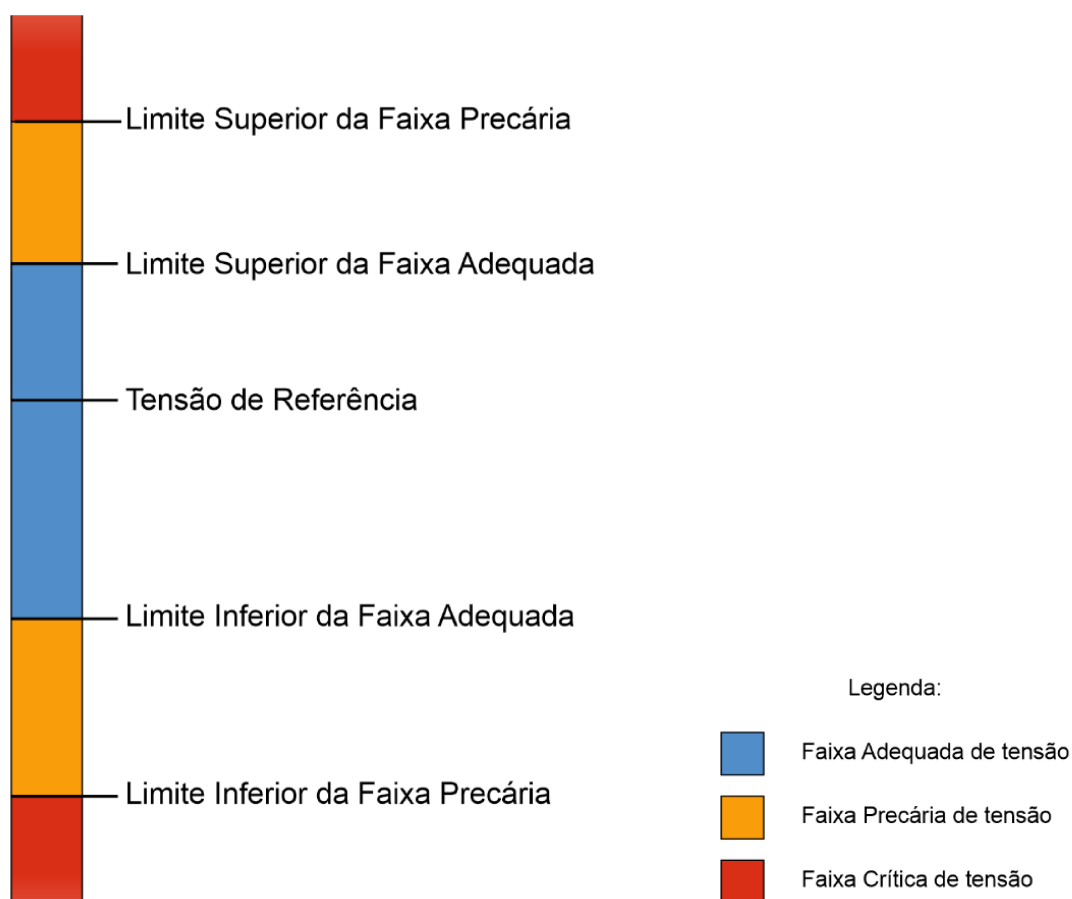 Limite Superior da Faixa Precária
Limite Superior da Faixa Adequada
Tensão de Referência
Limite Inferior da Faixa Adequada
Limite Inferior da Faixa Precária
Legenda:
Faixa Adequada de tensão
Faixa Precária de tensão
Faixa Crítica de tensão